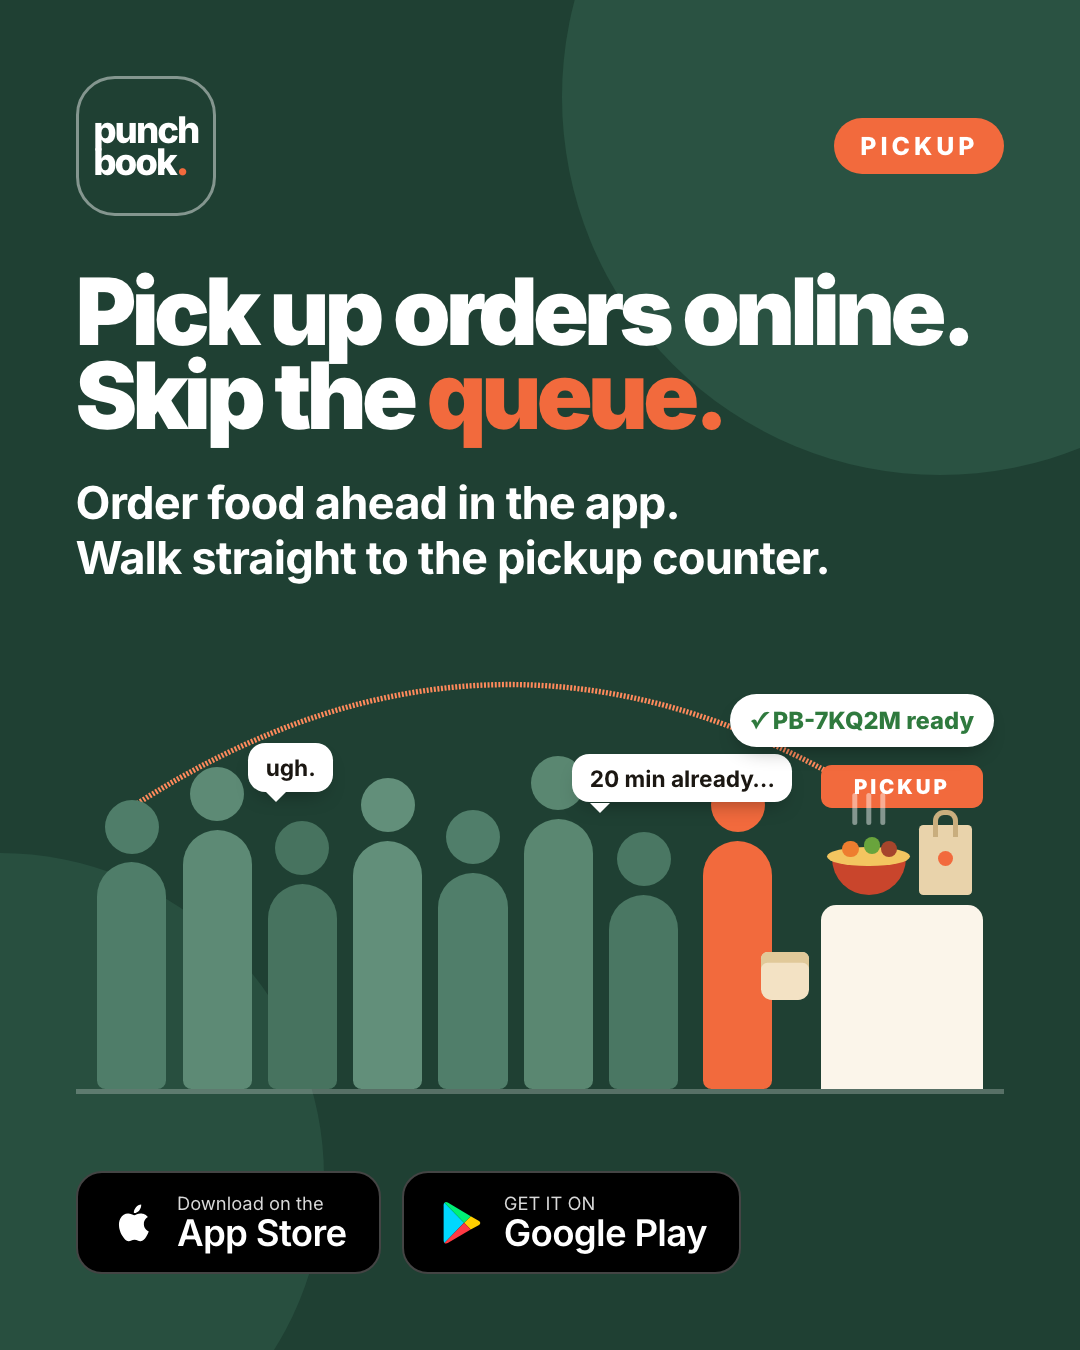 punch
book.
PICKUP
Pick up orders online.
Skip the queue.
Order food ahead in the app.
Walk straight to the pickup counter.
✓PB-7KQ2M ready
ugh.
20 min already...
PICKUP
Download on the
App Store
GET IT ON
Google Play